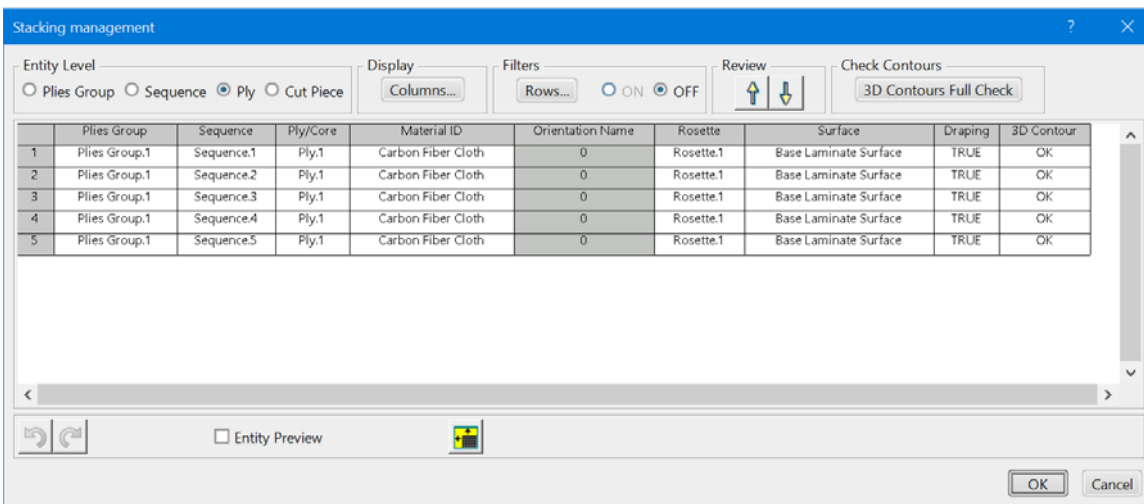 Stacking management ? ×
Entity Level Display Filters Review Check Contours
Plies Group Sequence Ply Cut Piece Columns... Rows... ON OFF 3D Contours Full Check
Plies Group Sequence Ply/Core Material ID Orientation Name Rosette Surface Draping 3D Contour
1 Plies Group.1 Sequence.1 Ply.1 Carbon Fiber Cloth 0 Rosette.1 Base Laminate Surface TRUE OK
2 Plies Group.1 Sequence.2 Ply.1 Carbon Fiber Cloth 0 Rosette.1 Base Laminate Surface TRUE OK
3 Plies Group.1 Sequence.3 Ply.1 Carbon Fiber Cloth 0 Rosette.1 Base Laminate Surface TRUE OK
4 Plies Group.1 Sequence.4 Ply.1 Carbon Fiber Cloth 0 Rosette.1 Base Laminate Surface TRUE OK
5 Plies Group.1 Sequence.5 Ply.1 Carbon Fiber Cloth 0 Rosette.1 Base Laminate Surface TRUE OK
Entity Preview
OK Cancel